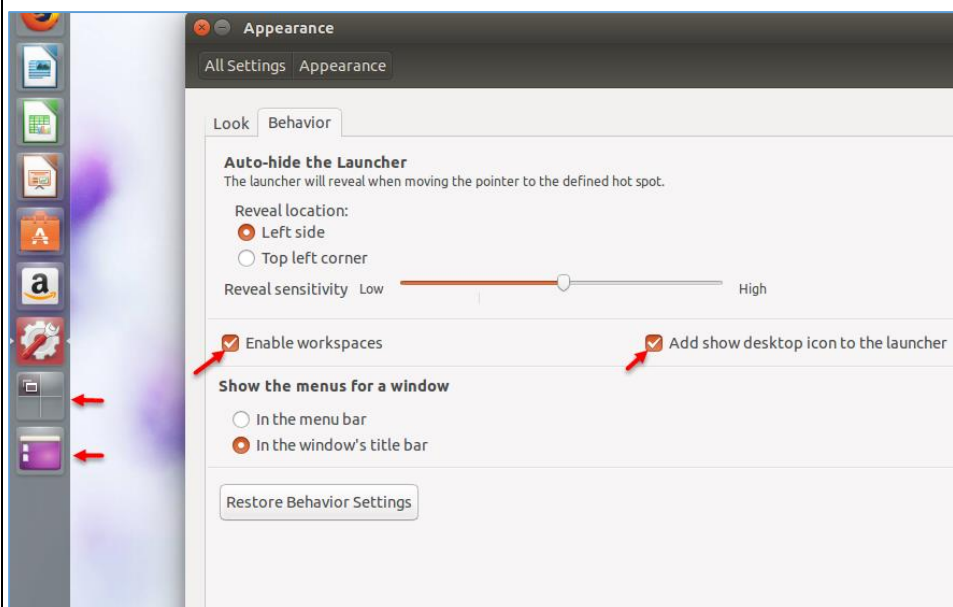 Appearance
All Settings Appearance
Look Behavior
Auto-hide the Launcher
The launcher will reveal when moving the pointer to the defined hot spot.
Reveal location:
Left side
Top left corner
Reveal sensitivity Low High
Enable workspaces Add show desktop icon to the launcher
Show the menus for a window
In the menu bar
In the window's title bar
Restore Behavior Settings
a